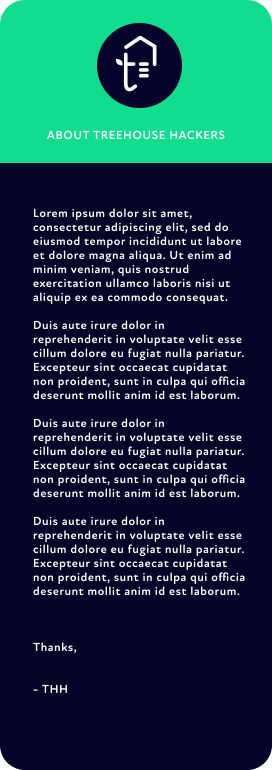 ABOUT TREEHOUSE HACKERS
Lorem ipsum dolor sit amet,
consectetur adipiscing elit, sed do
eiusmod tempor incididunt ut labore
et dolore magna aliqua. Ut enim ad
minim veniam, quis nostrud
exercitation ullamco laboris nisi ut
aliquip ex ea commodo consequat.
Duis aute irure dolor in
reprehenderit in voluptate velit esse
cillum dolore eu fugiat nulla pariatur.
Excepteur sint occaecat cupidatat
non proident, sunt in culpa qui officia
deserunt mollit anim id est laborum.
Duis aute irure dolor in
reprehenderit in voluptate velit esse
cillum dolore eu fugiat nulla pariatur.
Excepteur sint occaecat cupidatat
non proident, sunt in culpa qui officia
deserunt mollit anim id est laborum.
Duis aute irure dolor in
reprehenderit in voluptate velit esse
cillum dolore eu fugiat nulla pariatur.
Excepteur sint occaecat cupidatat
non proident, sunt in culpa qui officia
deserunt mollit anim id est laborum.
Thanks,
- THH